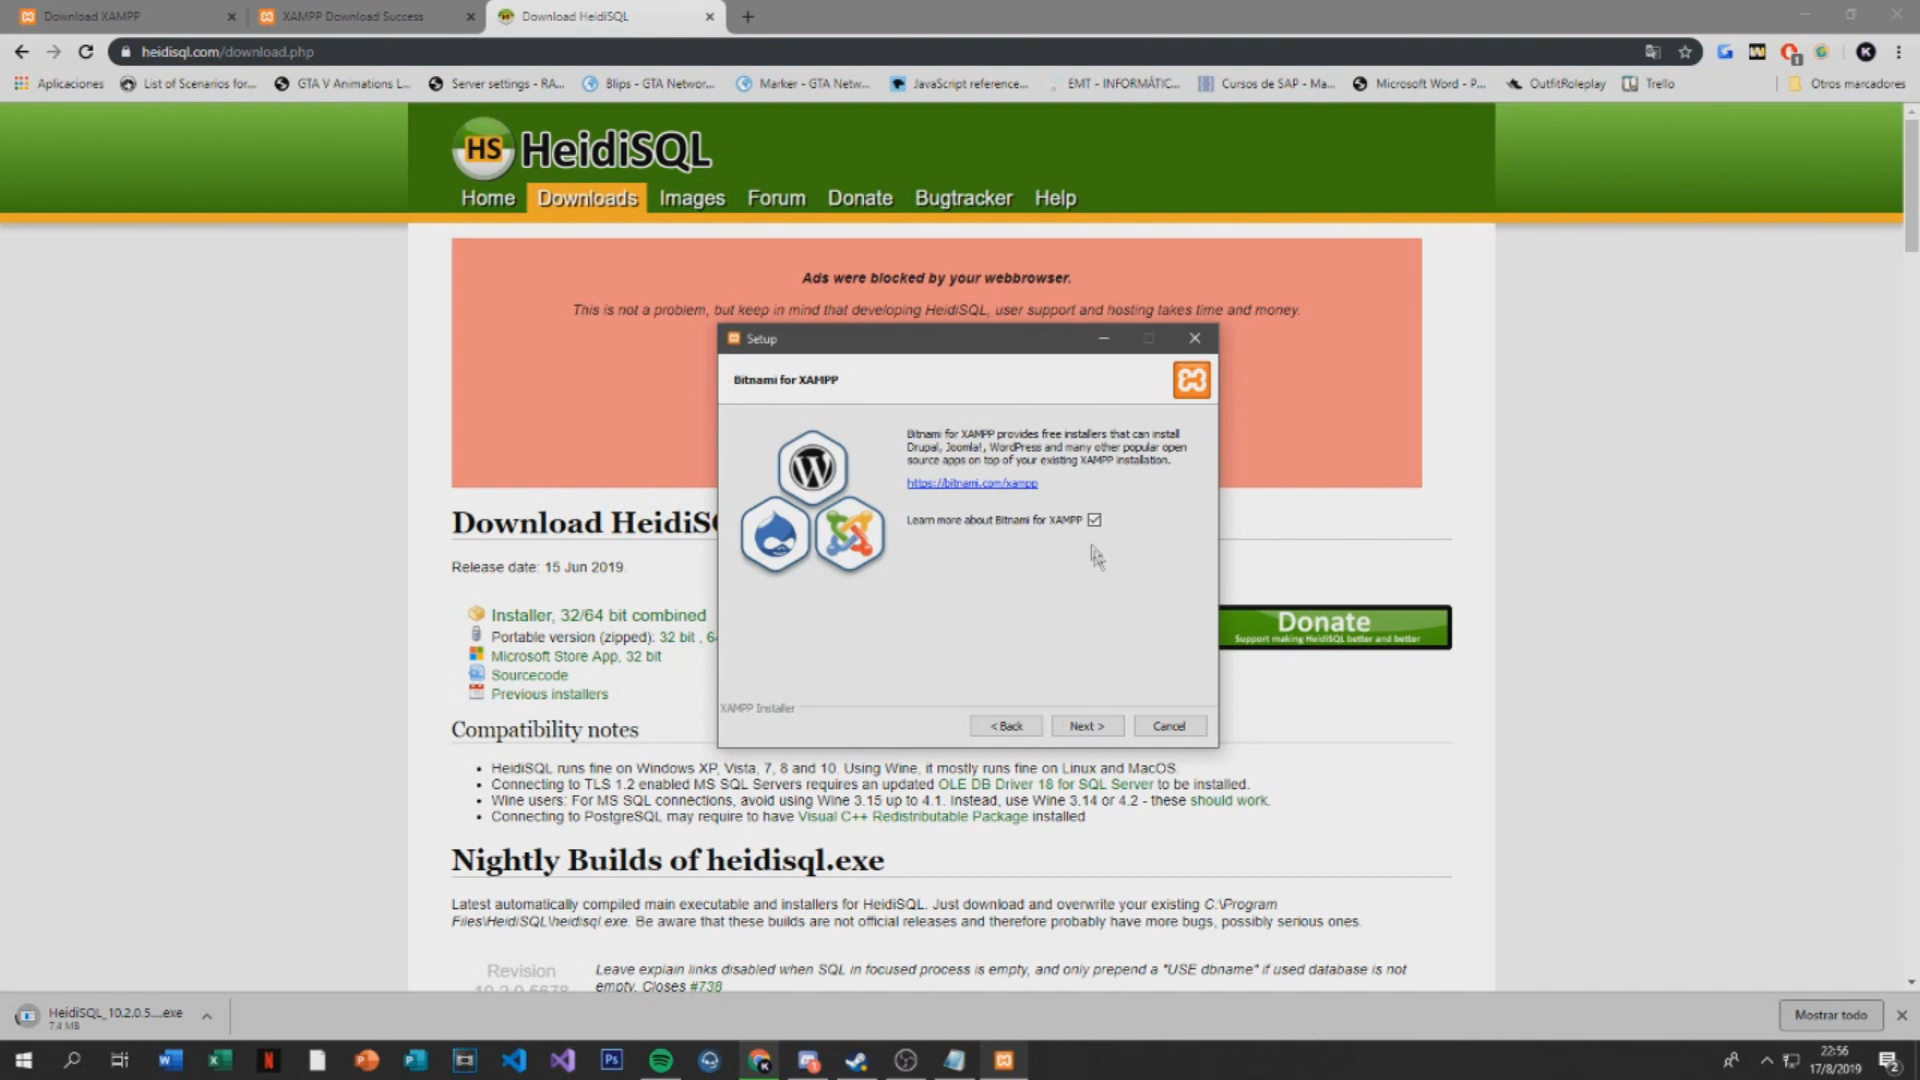 Download XAMPP
XAMPP Download Success
Download HeidiSQL
heidisql.com/download.php
Aplicaciones
List of Scenarios for...
GTA V Animations L...
Server settings - RA...
Blips - GTA Networ...
Marker - GTA Netw...
JavaScript reference...
EMT - INFORMÁTIC...
Cursos de SAP - Ma...
Microsoft Word - P...
OutfitRoleplay
Trello
Otros marcadores
HS HeidiSQL
Home Downloads Images Forum Donate Bugtracker Help
Ads were blocked by your webbrowser.
This is not a problem, but keep in mind that developing HeidiSQL, user support and hosting takes time and money.
Setup
Bitnami for XAMPP
Bitnami for XAMPP provides free installers that can install
Drupal, Joomla!, WordPress and many other popular open
source apps on top of your existing XAMPP installation.
https://bitnami.com/xampp
Learn more about Bitnami for XAMPP
XAMPP Installer
< Back
Next >
Cancel
Download HeidiS
Release date: 15 Jun 2019.
Installer, 32/64 bit combined
Portable version (zipped): 32 bit , 6
Microsoft Store App, 32 bit
Sourcecode
Previous installers
Donate
Support making HeidiSQL better and better
Compatibility notes
HeidiSQL runs fine on Windows XP, Vista, 7, 8 and 10. Using Wine, it mostly runs fine on Linux and MacOS.
Connecting to TLS 1.2 enabled MS SQL Servers requires an updated OLE DB Driver 18 for SQL Server to be installed.
Wine users: For MS SQL connections, avoid using Wine 3.15 up to 4.1. Instead, use Wine 3.14 or 4.2 - these should work.
Connecting to PostgreSQL may require to have Visual C++ Redistributable Package installed
Nightly Builds of heidisql.exe
Latest automatically compiled main executable and installers for HeidiSQL. Just download and overwrite your existing C:\Program
Files\HeidiSQL\heidisql.exe. Be aware that these builds are not official releases and therefore probably have more bugs, possibly serious ones.
Revision
10.2.0.5678
Leave explain links disabled when SQL in focused process is empty, and only prepend a "USE dbname" if used database is not
empty. Closes #738
HeidiSQL_10.2.0.5....exe
7.4 MB
Mostrar todo
22:56
17/8/2019